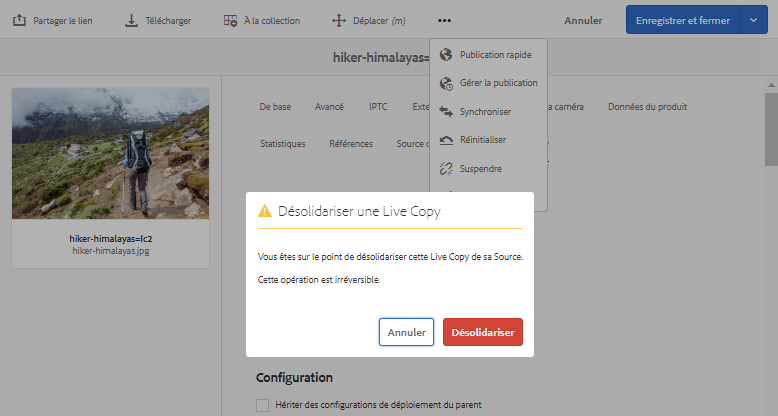 Partager le lien
Télécharger
À la collection
Déplacer (m)
Annuler
Enregistrer et fermer
hiker-himalayas=
Publication rapide
Gérer la publication
Synchroniser
Réinitialiser
Suspendre
De base
Avancé
IPTC
la caméra
Données du produit
Statistiques
Références
Source
hiker-himalayas=lc2
hiker-himalayas.jpg
Désolidariser une Live Copy
Vous êtes sur le point de désolidariser cette Live Copy de sa Source.
Cette opération est irréversible.
Annuler
Désolidariser
Configuration
Hériter des configurations de déploiement du parent